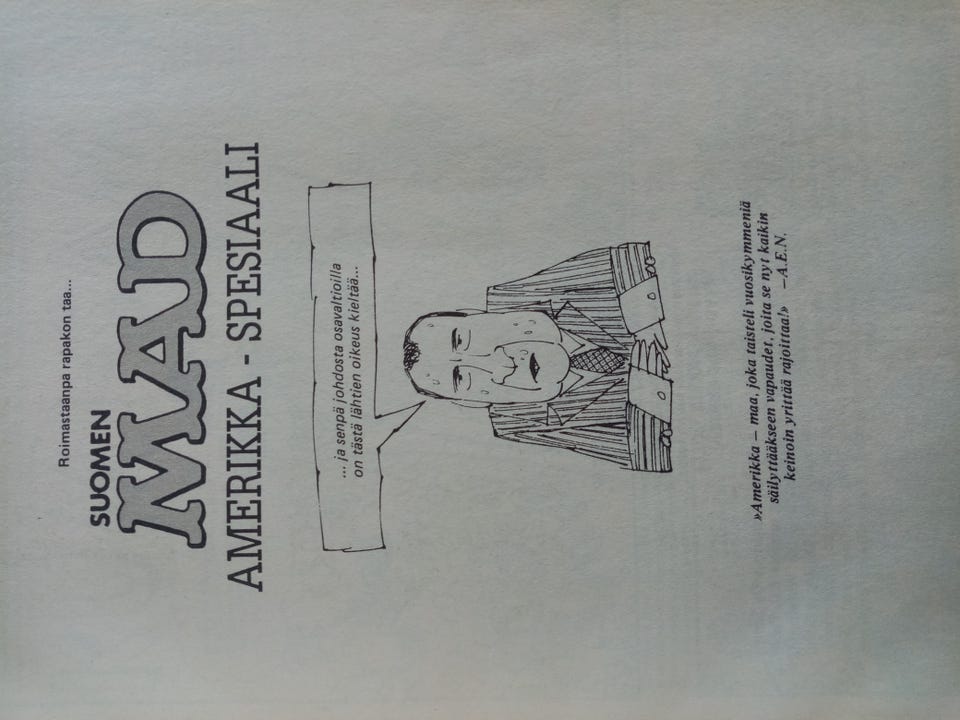 Roimastaanpa rapakon taa...
SUOMEN
MAD
AMERIKKA - SPESIAALI
... ja senpä johdosta osavaltioilla
on tästä lähtien oikeus kieltää...
»Amerikka – maa, joka taisteli vuosikymmeniä
säilyttääkseen vapaudet, joita se nyt kaikin
keinoin yrittää rajoittaa!» –A.E.N.